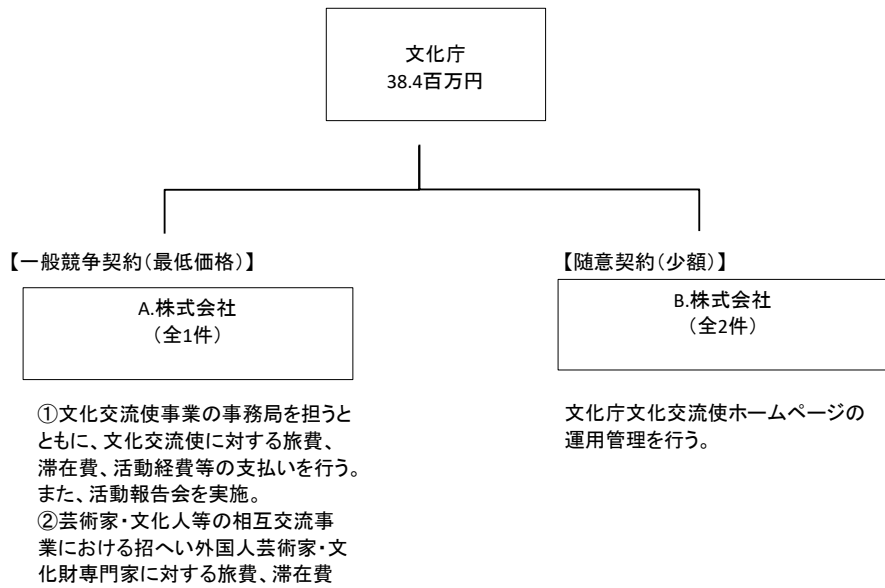 文化庁
38.4百万円
【一般競争契約(最低価格)】
A.株式会社
（全1件）
①文化交流使事業の事務局を担うと
ともに、文化交流使に対する旅費、
滞在費、活動経費等の支払いを行う。
また、活動報告会を実施。
②芸術家・文化人等の相互交流事
業における招へい外国人芸術家・文
化財専門家に対する旅費、滞在費
【随意契約(少額)】
B.株式会社
（全2件）
文化庁文化交流使ホームページの
運用管理を行う。